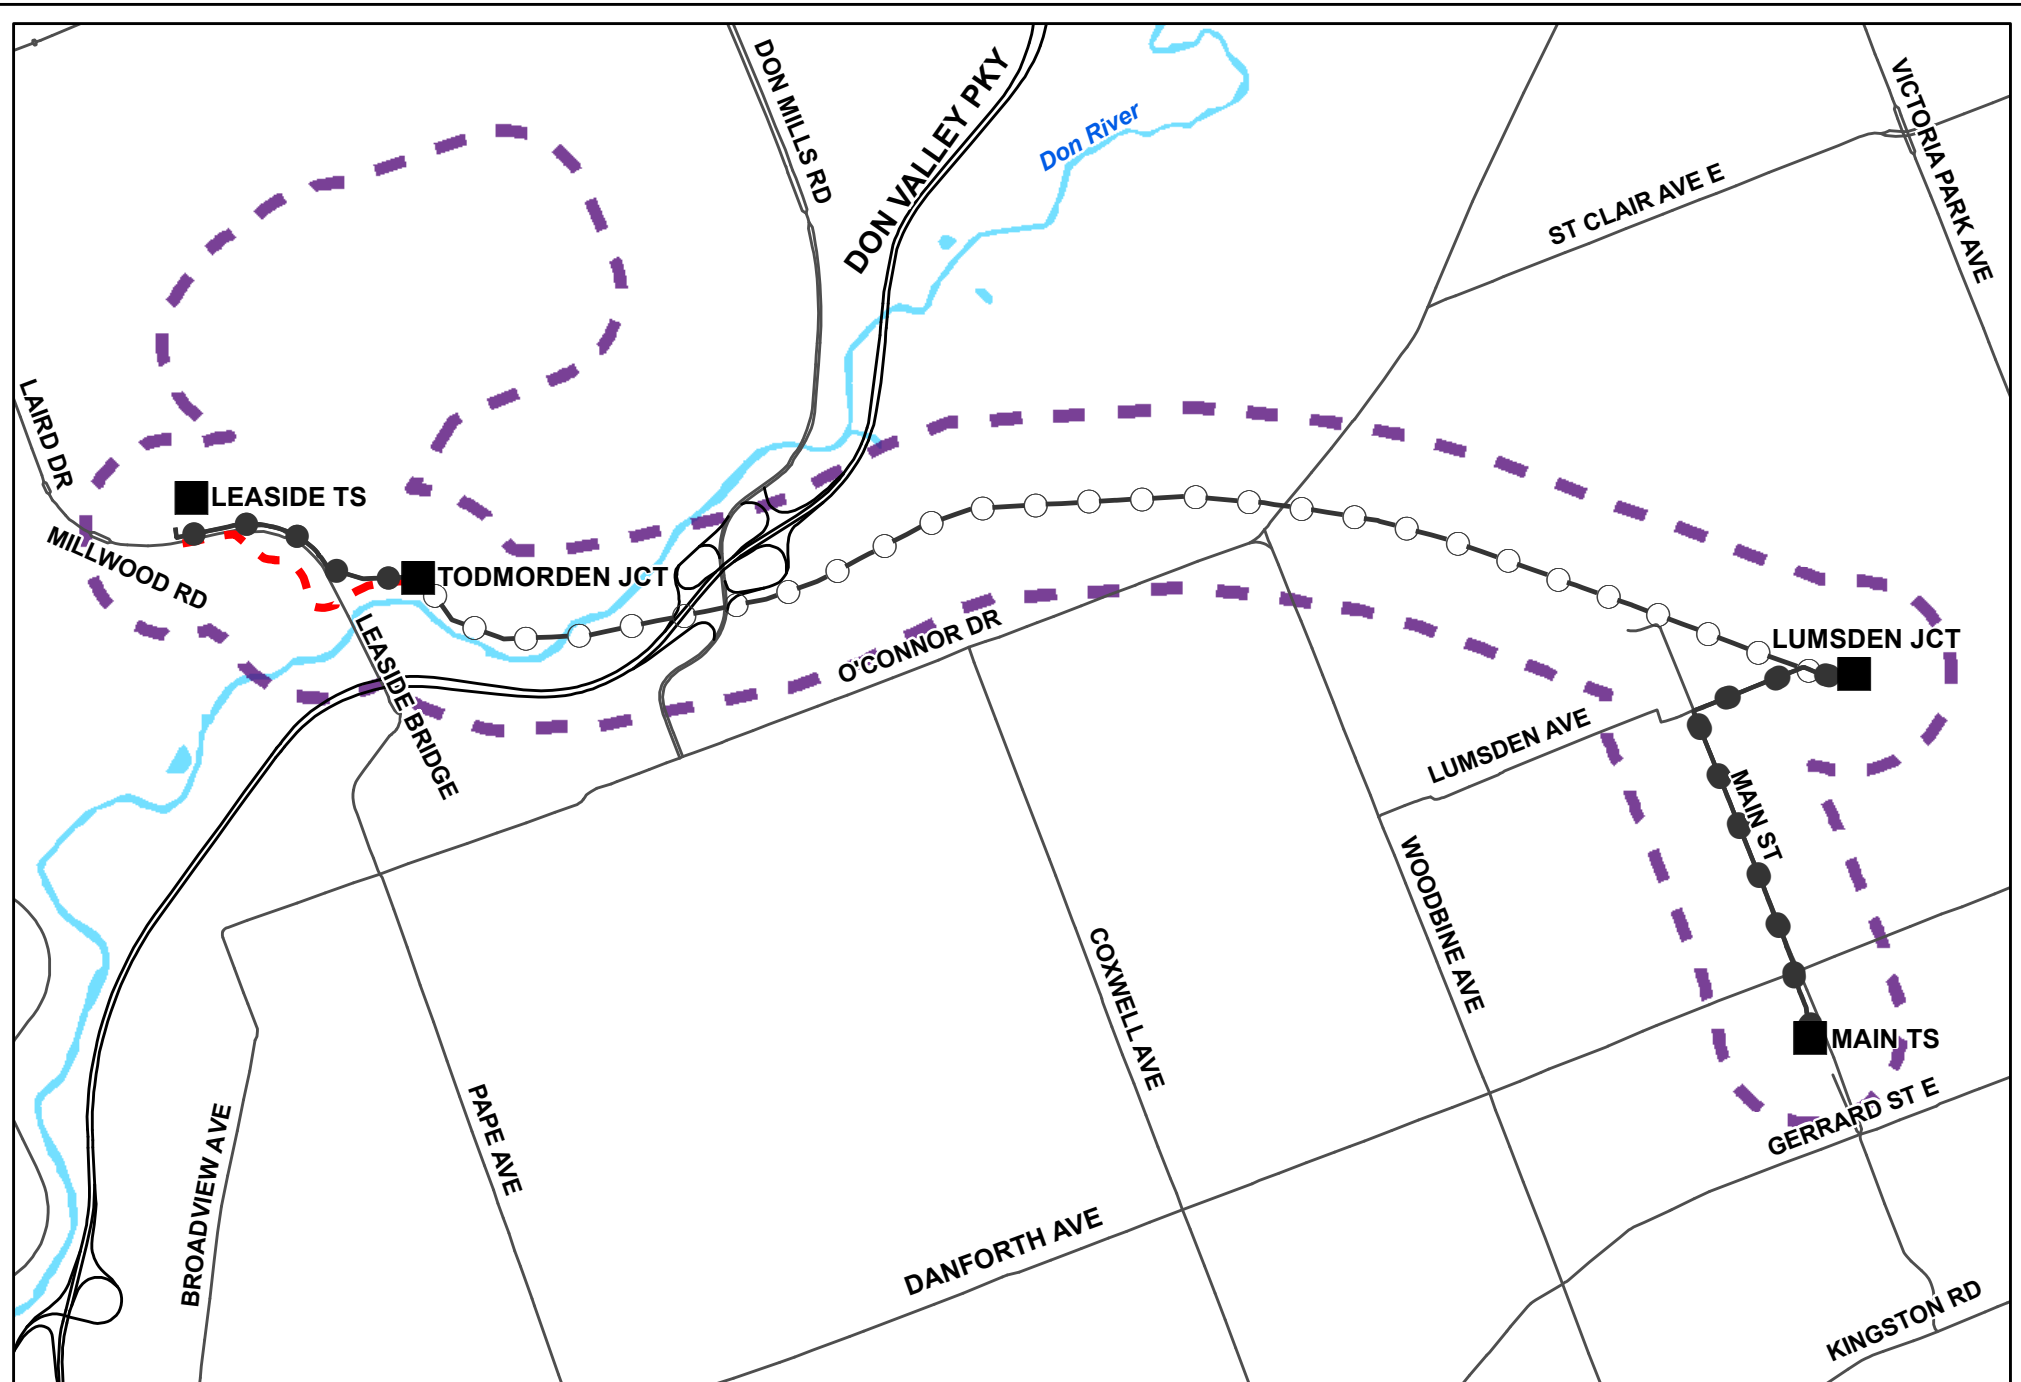 DON MILLS RD
DON VALLEY PKY
Don River
VICTORIA PARK AVE
ST CLAIR AVE E
LAIRD DR
LEASIDE TS
MILLWOOD RD
TODMORDEN JCT
LEASIDE BRIDGE
O'CONNOR DR
LUMSDEN JCT
LUMSDEN AVE
MAIN ST
WOODBINE AVE
COXWELL AVE
MAIN TS
GERRARD ST E
PAPE AVE
BROADVIEW AVE
DANFORTH AVE
KINGSTON RD